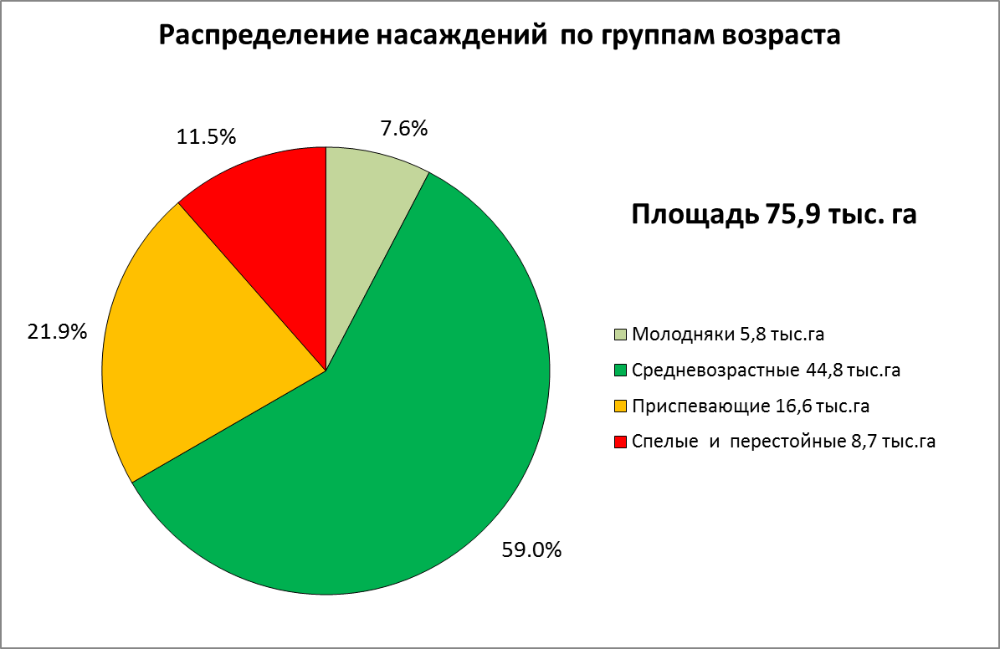 Распределение насаждений по группам возраста
11.5%
7.6%
Площадь 75,9 тыс. га
21.9%
Молодняки 5,8 тыс.га
Средневозрастные 44,8 тыс.га
Приспевающие 16,6 тыс.га
Спелые и перестойные 8,7 тыс.га
59.0%